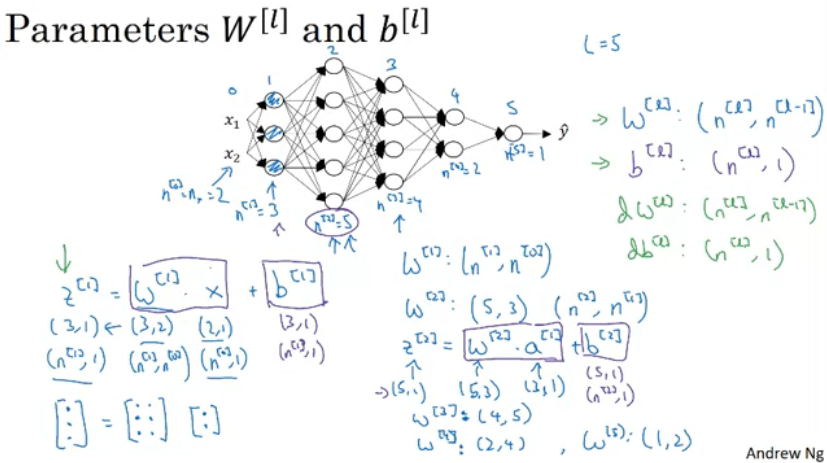 Parameters W^[l] and b^[l]
L=5
0 1 2 3 4 5
x₁
x₂
ŷ
n^[0]=n_x=2
n^[1]=3
n^[2]=5
n^[3]=4
n^[4]=2
n^[5]=1
→ W^[l]: (n^[l], n^[l-1])
→ b^[l]: (n^[l], 1)
dW^[l]: (n^[l], n^[l-1])
db^[l]: (n^[l], 1)
z^[1] = W^[1] · x + b^[1]
(3,1) ← (3,2) (2,1) (3,1)
(n^[1],1) (n^[1],n^[0]) (n^[0],1) (n^[1],1)
[⋮] = [⋮ ⋮] [:]
W^[1]: (n^[1], n^[0])
W^[2]: (5,3) (n^[2], n^[1])
z^[2] = W^[2] · a^[1] + b^[2]
→(5,1) (5,3) (3,1) (5,1)
(n^[2],1)
W^[3]: (4,5)
W^[4]: (2,4), W^[5]: (1,2)
Andrew Ng